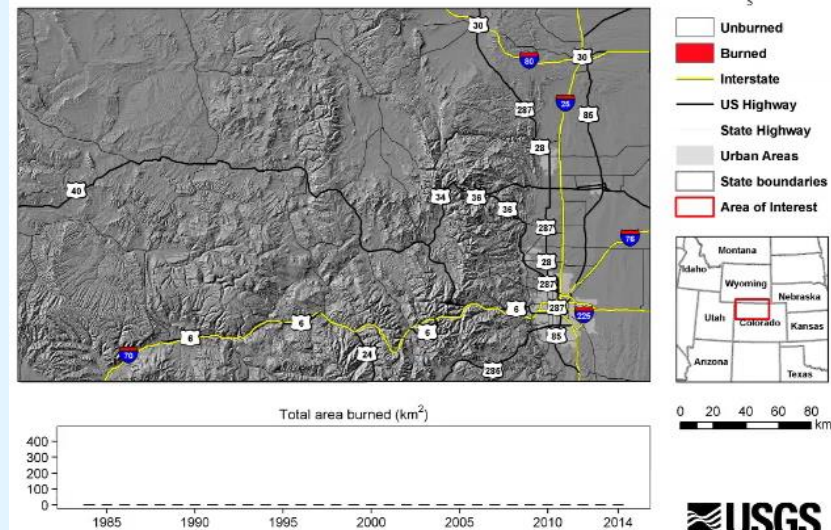 s
Unburned
Burned
Interstate
US Highway
State Highway
Urban Areas
State boundaries
Area of Interest
30
80
30
25
287
85
28
40
34
36
36
287
76
28
287
6
287
225
6
6
6
24
85
70
286
Montana
Idaho
Wyoming
Nebraska
Utah
Colorado
Kansas
Arizona
Texas
0 20 40 60 80
km
Total area burned (km²)
400
300
200
100
0
1985 1990 1995 2000 2005 2010 2014
USGS